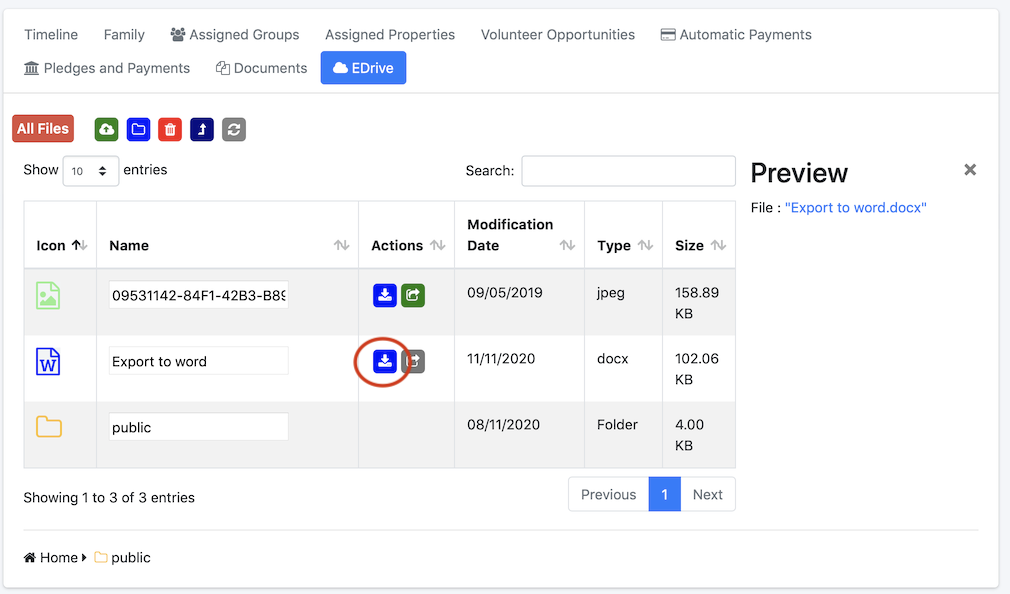 Timeline Family Assigned Groups Assigned Properties Volunteer Opportunities Automatic Payments
Pledges and Payments Documents EDrive
All Files
Show 10 entries Search:
Preview
File : "Export to word.docx"
Icon Name Actions Modification Date Type Size
09531142-84F1-42B3-B89 09/05/2019 jpeg 158.89 KB
W Export to word 11/11/2020 docx 102.06 KB
public 08/11/2020 Folder 4.00 KB
Showing 1 to 3 of 3 entries
Previous 1 Next
Home public